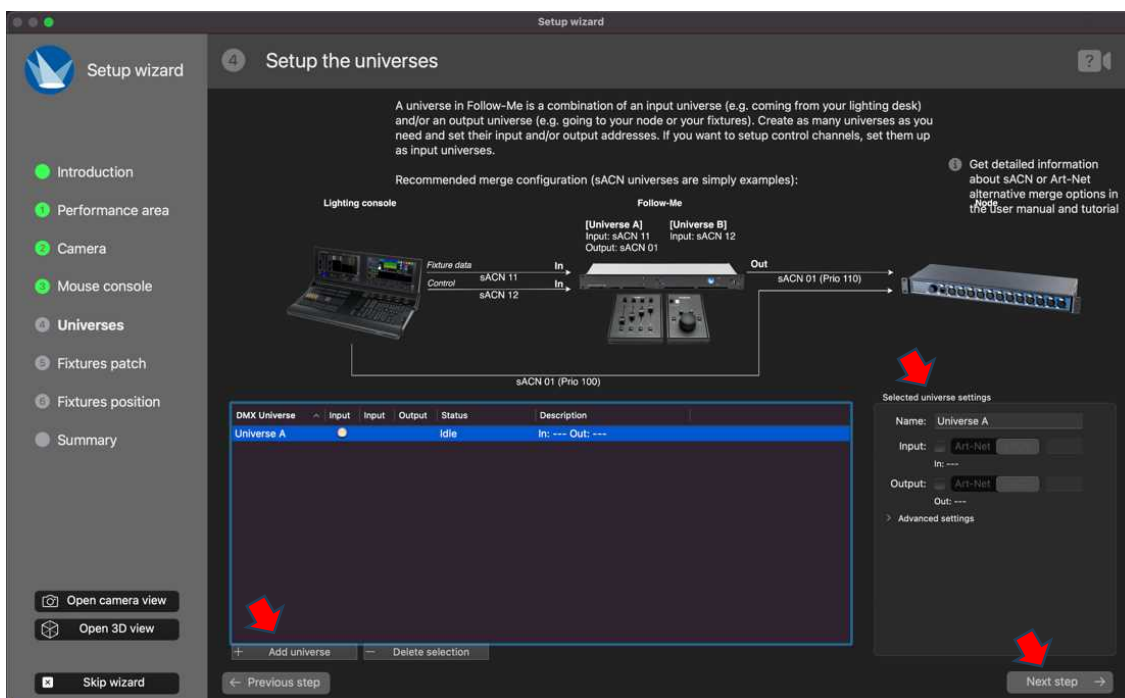 Setup wizard
Setup wizard
4 Setup the universes
?
A universe in Follow-Me is a combination of an input universe (e.g. coming from your lighting desk)
and/or an output universe (e.g. going to your node or your fixtures). Create as many universes as you
need and set their input and/or output addresses. If you want to setup control channels, set them up
as input universes.
Recommended merge configuration (sACN universes are simply examples):
Get detailed information
about sACN or Art-Net
alternative merge options in
the user manual and tutorial
Node
Introduction
1 Performance area
2 Camera
3 Mouse console
4 Universes
5 Fixtures patch
6 Fixtures position
Summary
Lighting console
Follow-Me
[Universe A] [Universe B]
Input: sACN 11 Input: sACN 12
Output: sACN 01
Fixture data
sACN 11
In
Control
sACN 12
In
Out
sACN 01 (Prio 110)
sACN 01 (Prio 100)
DMX Universe Input Input Output Status Description
Universe A Idle In: --- Out: ---
Selected universe settings
Name: Universe A
Input: Art-Net
In: ---
Output: Art-Net
Out: ---
> Advanced settings
Open camera view
Open 3D view
Skip wizard
+ Add universe
− Delete selection
← Previous step
Next step →